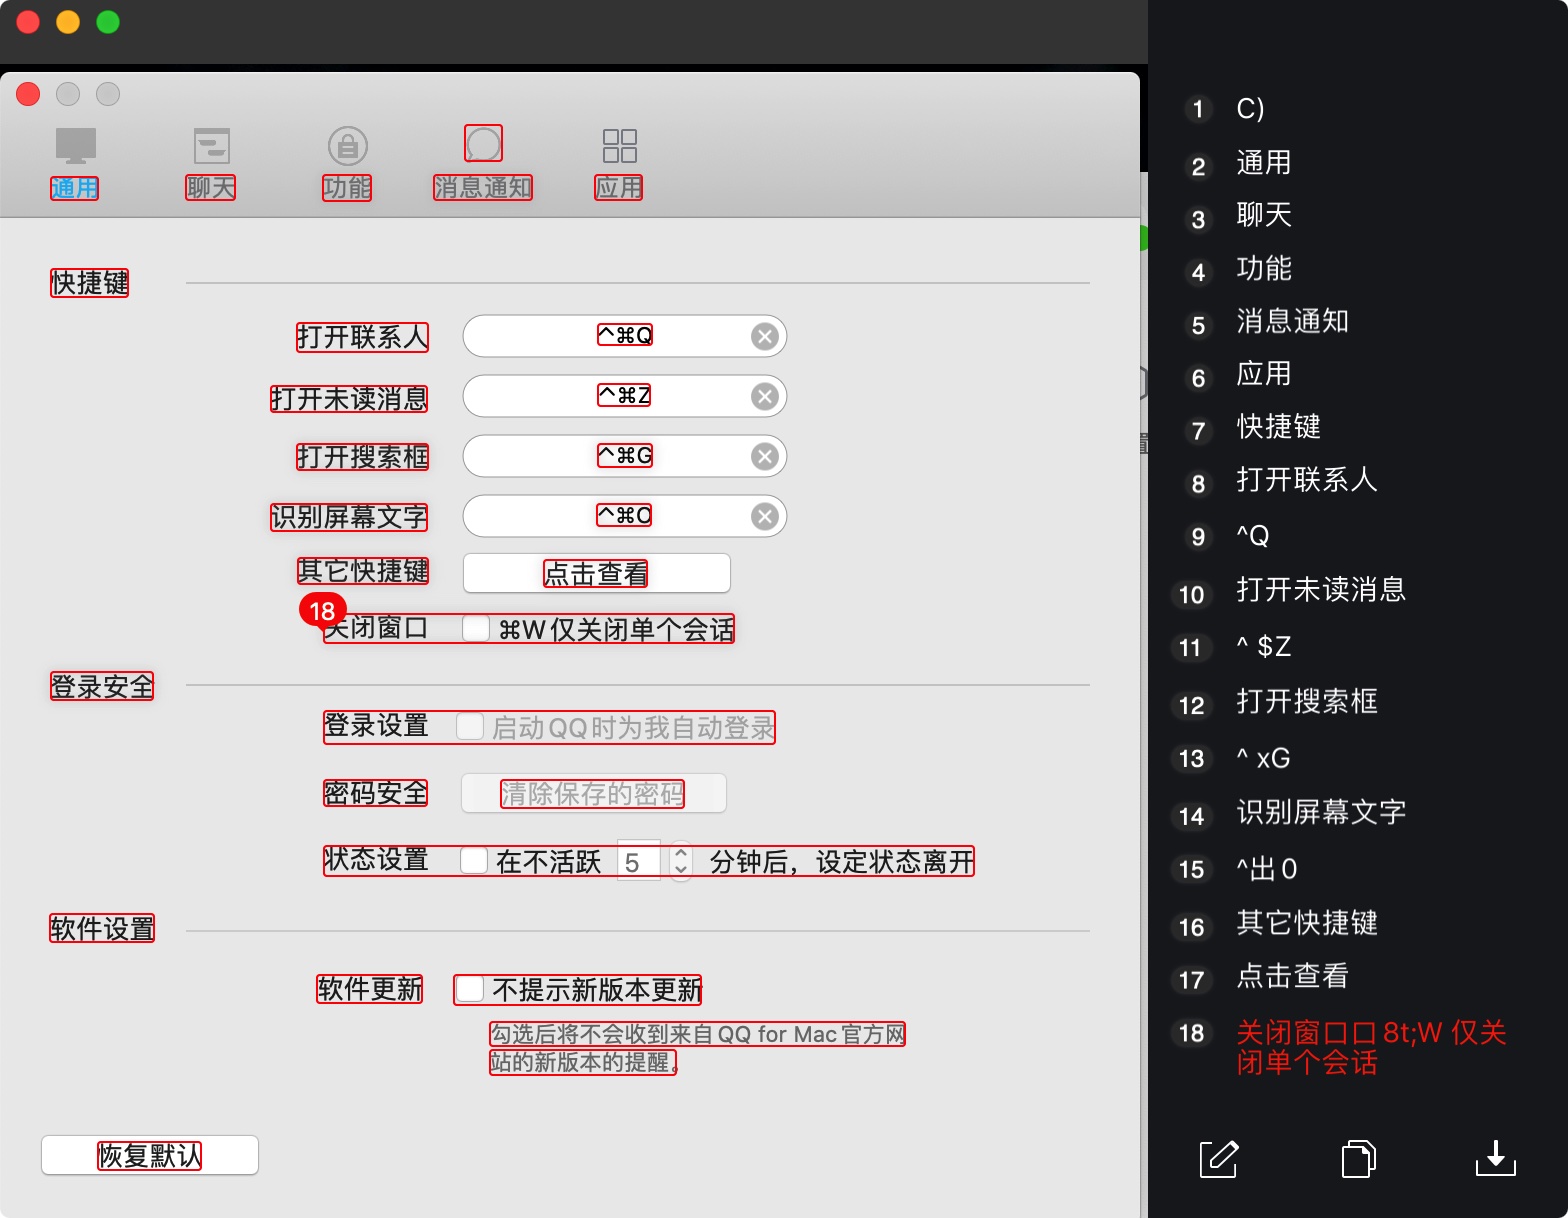 通用 聊天 功能 消息通知 应用
快捷键
打开联系人 ^⌘Q
打开未读消息 ^⌘Z
打开搜索框 ^⌘G
识别屏幕文字 ^⌘O
其它快捷键 点击查看
18
关闭窗口 ⌘W 仅关闭单个会话
登录安全
登录设置 启动QQ时为我自动登录
密码安全 清除保存的密码
状态设置 在不活跃 5 分钟后，设定状态离开
软件设置
软件更新 不提示新版本更新
勾选后将不会收到来自QQ for Mac官方网
站的新版本的提醒。
恢复默认
1 C)
2 通用
3 聊天
4 功能
5 消息通知
6 应用
7 快捷键
8 打开联系人
9 ^Q
10 打开未读消息
11 ^ $Z
12 打开搜索框
13 ^ xG
14 识别屏幕文字
15 ^出0
16 其它快捷键
17 点击查看
18 关闭窗口口8t;W 仅关
闭单个会话